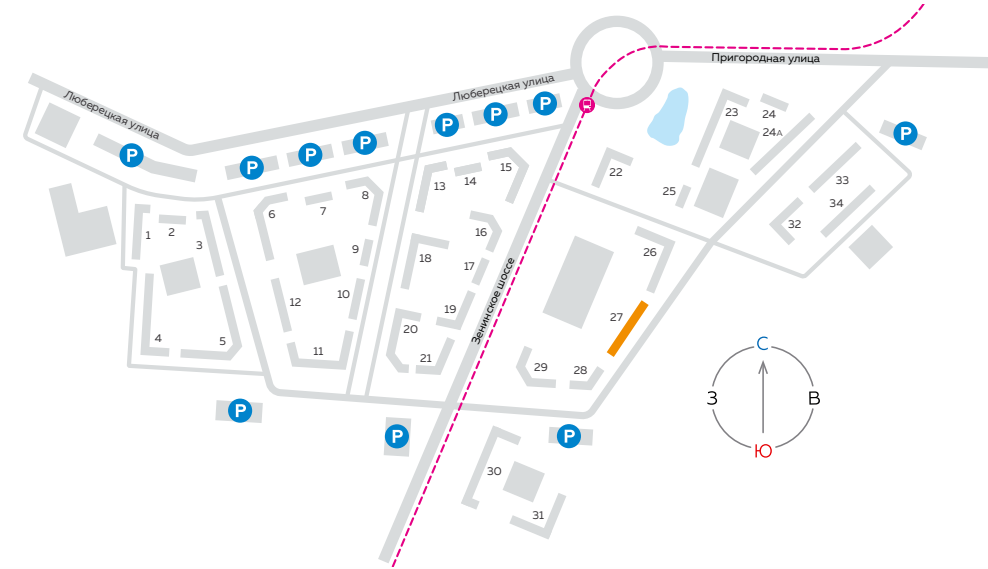 Пригородная улица
Люберецкая улица
Люберецкая улица
P
P
P
P
P
P
P
P
23
24
24А
15
22
33
13
14
25
34
8
6
7
32
1
2
3
16
26
9
18
17
12
10
19
27
20
Зенинское шоссе
4
5
11
21
29
28
С
З
В
Ю
P
P
P
30
31